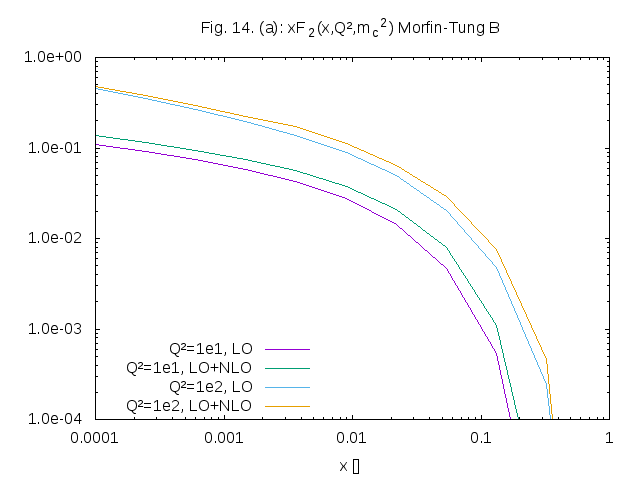 Fig. 14. (a): xF₂(x,Q²,m_c²) Morfin-Tung B
1.0e+00
1.0e-01
1.0e-02
1.0e-03
1.0e-04
Q²=1e1, LO
Q²=1e1, LO+NLO
Q²=1e2, LO
Q²=1e2, LO+NLO
0.0001 0.001 0.01 0.1 1
x []